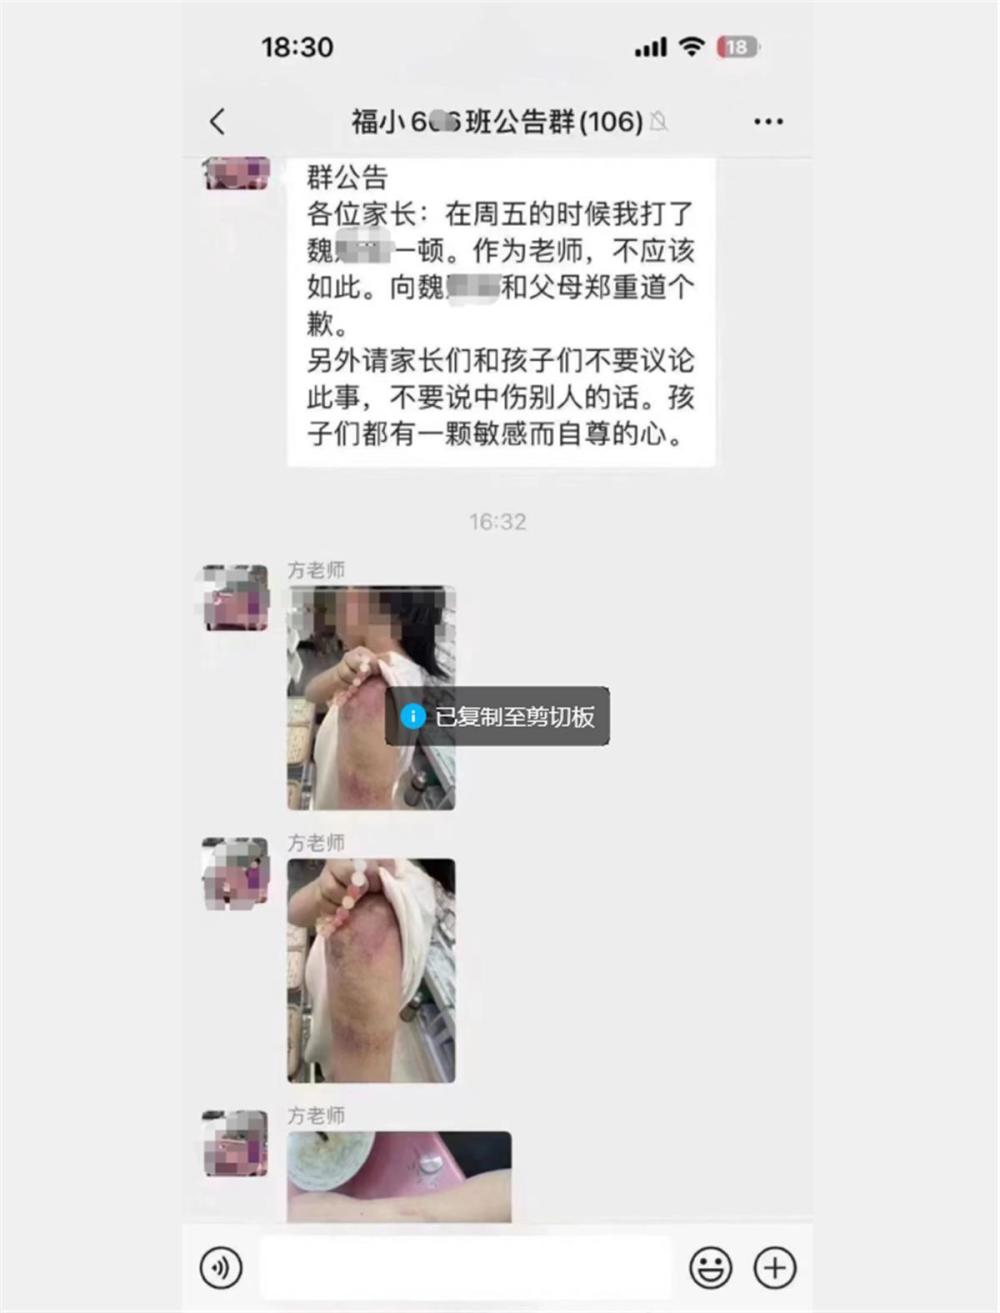 18:30
18
福小6 6班公告群(106)
群公告
各位家长：在周五的时候我打了
魏 一顿。作为老师，不应该
如此。向魏 和父母郑重道个
歉。
另外请家长们和孩子们不要议论
此事，不要说中伤别人的话。孩
子们都有一颗敏感而自尊的心。
16:32
方老师
已复制至剪切板
方老师
方老师